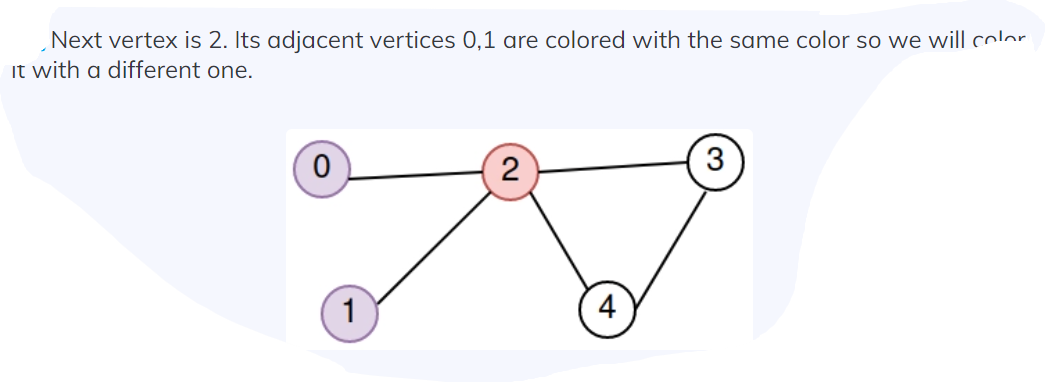 Next vertex is 2. Its adjacent vertices 0,1 are colored with the same color so we will color
it with a different one.
0
2
3
1
4